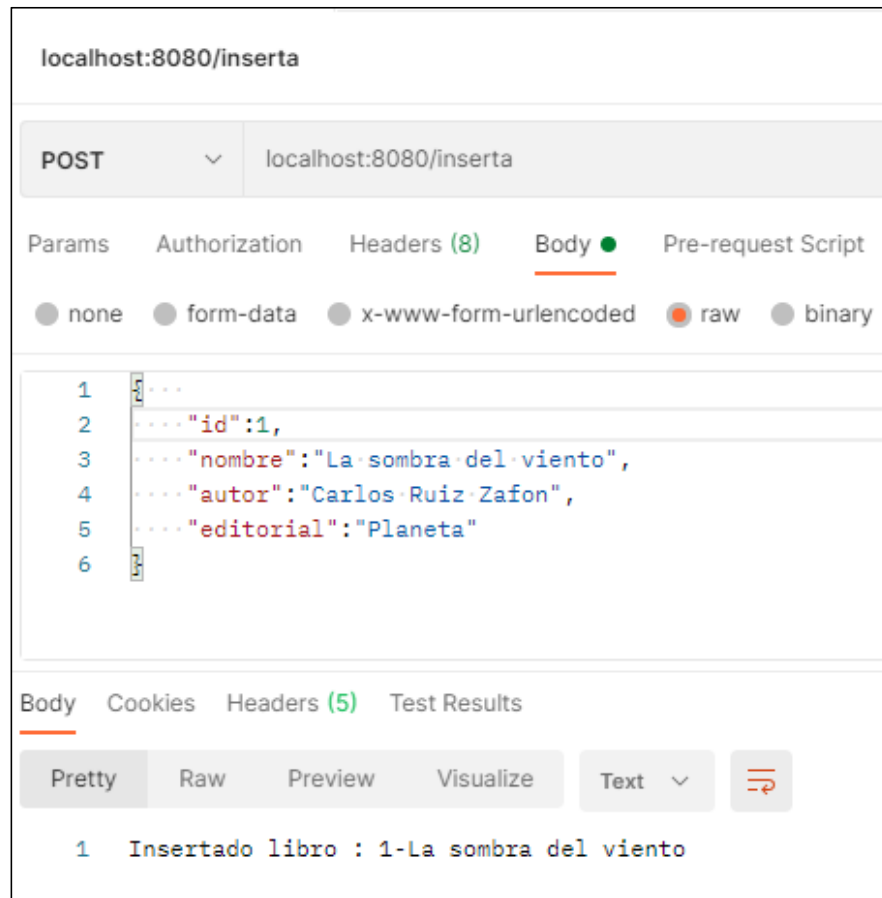 localhost:8080/inserta
POST localhost:8080/inserta
Params Authorization Headers (8) Body Pre-request Script
none form-data x-www-form-urlencoded raw binary
1 {
2 "id":1,
3 "nombre":"La sombra del viento",
4 "autor":"Carlos Ruiz Zafon",
5 "editorial":"Planeta"
6 }
Body Cookies Headers (5) Test Results
Pretty Raw Preview Visualize Text
1 Insertado libro : 1-La sombra del viento